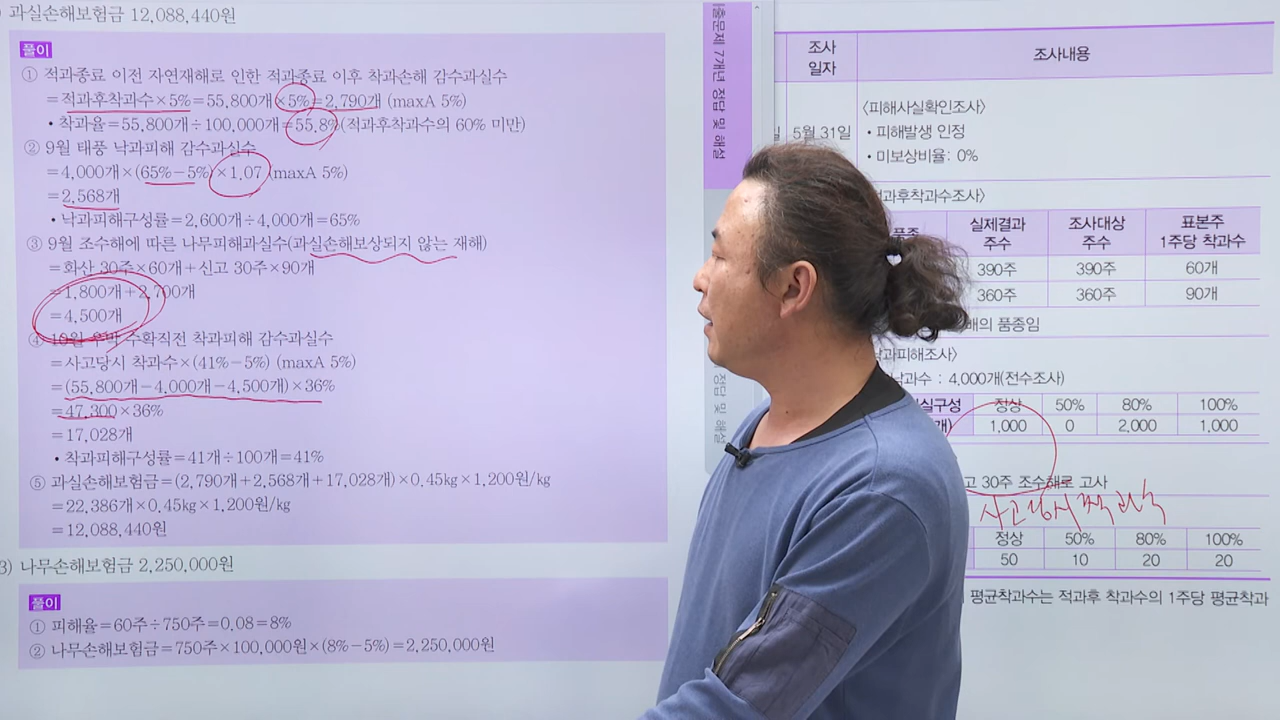 과실손해보험금 12,088,440원
풀이
① 적과종료 이전 자연재해로 인한 적과종료 이후 착과손해 감수과실수
=적과후착과수×5%=55,800개×5%=2,790개 (maxA 5%)
• 착과율=55,800개÷100,000개=55.8%(적과후착과수의 60% 미만)
② 9월 태풍 낙과피해 감수과실수
=4,000개×(65%-5%)×1.07 (maxA 5%)
=2,568개
• 낙과피해구성률=2,600개÷4,000개=65%
③ 9월 조수해에 따른 나무피해과실수(과실손해보상되지 않는 재해)
=화산 30주×60개+신고 30주×90개
=1,800개+2,700개
=4,500개
④ 10월 우박 수확직전 착과피해 감수과실수
=사고당시 착과수×(41%-5%) (maxA 5%)
=(55,800개-4,000개-4,500개)×36%
=47,300×36%
=17,028개
• 착과피해구성률=41개÷100개=41%
⑤ 과실손해보험금=(2,790개+2,568개+17,028개)×0.45kg×1,200원/kg
=22,386개×0.45kg×1,200원/kg
=12,088,440원
3) 나무손해보험금 2,250,000원
풀이
① 피해율=60주÷750주=0.08=8%
② 나무손해보험금=750주×100,000원×(8%-5%)=2,250,000원
기출문제 7개년 정답 및 해설
정답 및 해설
조사
일자
조사내용
5월 31일
〈피해사실확인조사〉
• 피해발생 인정
• 미보상비율: 0%
적과후착과수조사〉
품종
실제결과
주수
조사대상
주수
표본주
1주당 착과수
390주 390주 60개
360주 360주 90개
배의 품종임
낙과피해조사〉
낙과수 : 4,000개(전수조사)
과실구성 정상 50% 80% 100%
개) 1,000 0 2,000 1,000
고 30주 조수해로 고사
사고당시 착과수
정상 50% 80% 100%
50 10 20 20
평균착과수는 적과후 착과수의 1주당 평균착과